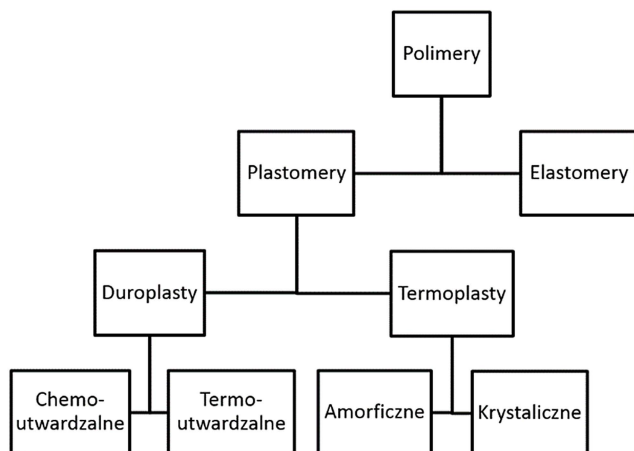 Polimery
Plastomery
Elastomery
Duroplasty
Termoplasty
Chemo-
utwardzalne
Termo-
utwardzalne
Amorficzne
Krystaliczne